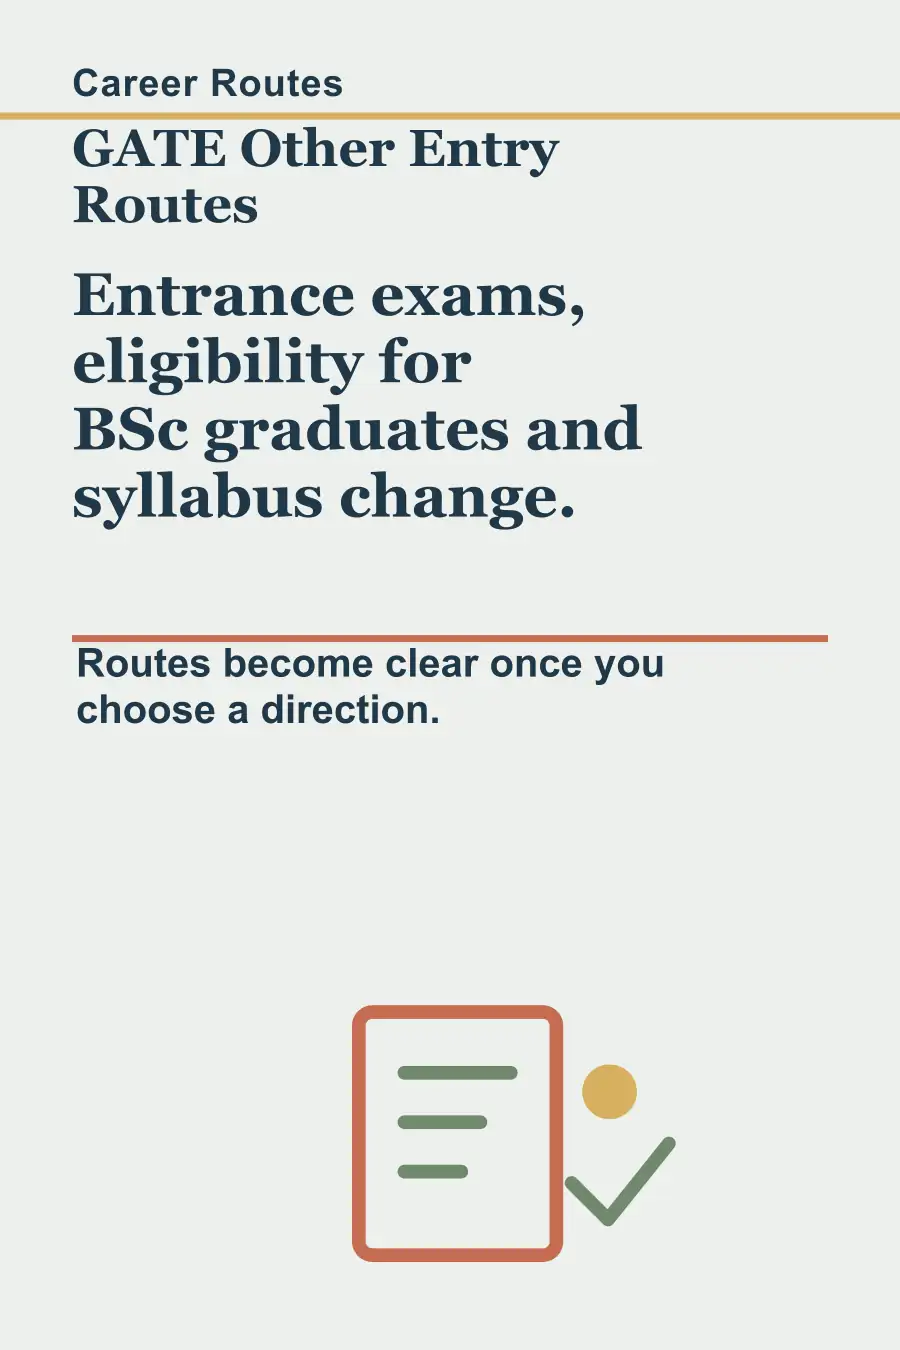 Career Routes
GATE Other Entry
Routes
Entrance exams,
eligibility for
BSc graduates and
syllabus change.
Routes become clear once you
choose a direction.